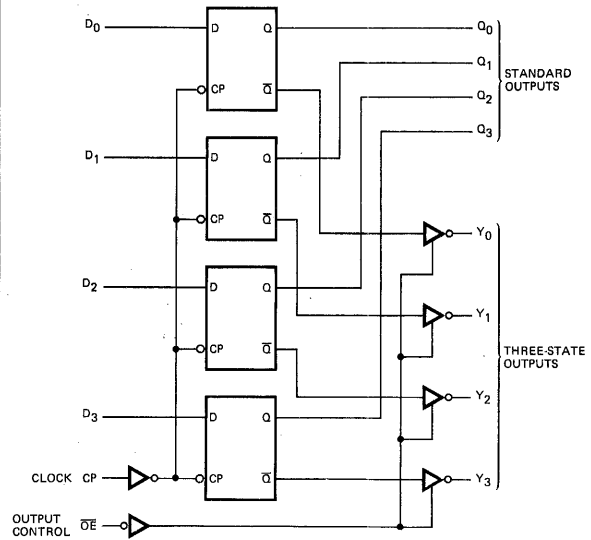 D0 D Q Q0
CP Q̅
Q1
STANDARD
OUTPUTS
Q2
Q3
D1 D Q
CP Q̅
Y0
D2 D Q
Y1
CP Q̅
THREE-STATE
OUTPUTS
Y2
D3 D Q
CLOCK CP CP Q̅ Y3
OUTPUT
CONTROL O̅E̅